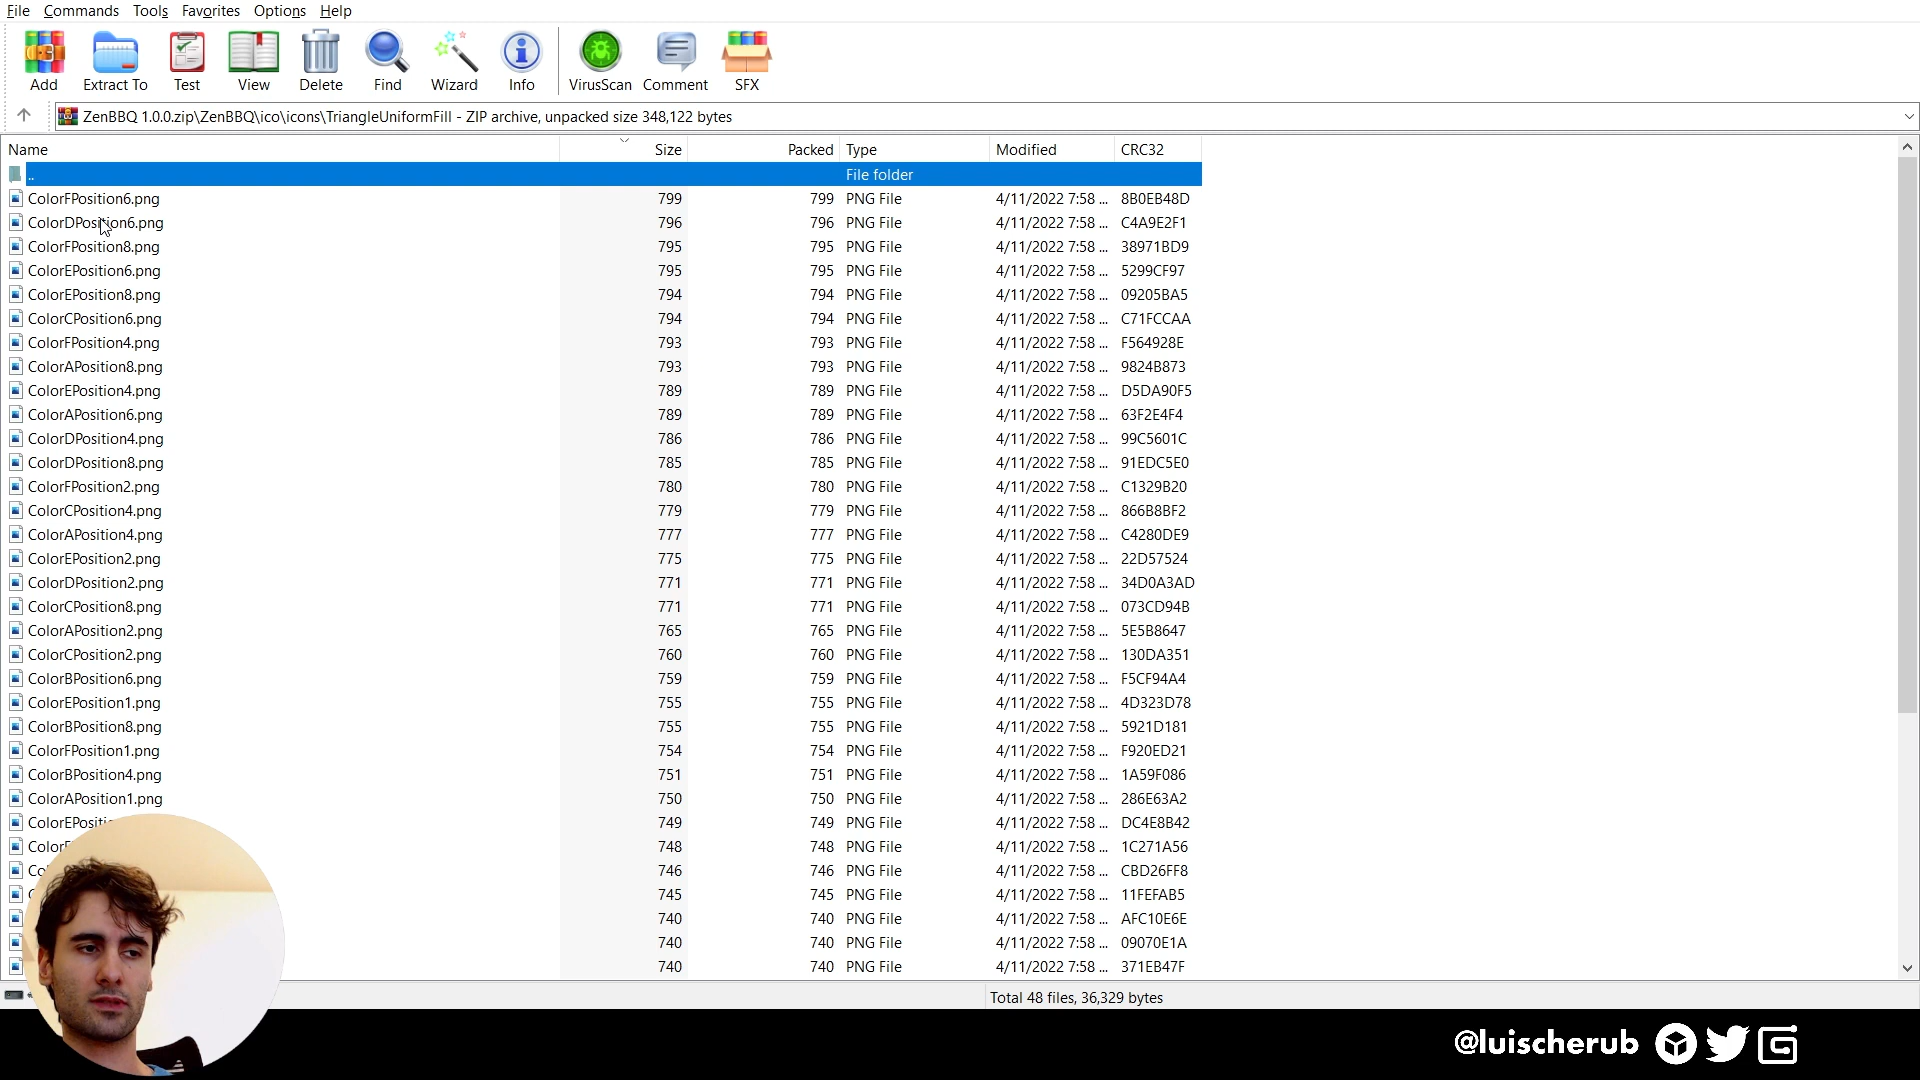 File Commands Tools Favorites Options Help
Add Extract To Test View Delete Find Wizard Info VirusScan Comment SFX
ZenBBQ 1.0.0.zip\ZenBBQ\ico\icons\TriangleUniformFill - ZIP archive, unpacked size 348,122 bytes
Name Size Packed Type Modified CRC32
.. File folder
ColorFPosition6.png 799 799 PNG File 4/11/2022 7:58 ... 8B0EB48D
ColorDPosition6.png 796 796 PNG File 4/11/2022 7:58 ... C4A9E2F1
ColorFPosition8.png 795 795 PNG File 4/11/2022 7:58 ... 38971BD9
ColorEPosition6.png 795 795 PNG File 4/11/2022 7:58 ... 5299CF97
ColorEPosition8.png 794 794 PNG File 4/11/2022 7:58 ... 09205BA5
ColorCPosition6.png 794 794 PNG File 4/11/2022 7:58 ... C71FCCAA
ColorFPosition4.png 793 793 PNG File 4/11/2022 7:58 ... F564928E
ColorAPosition8.png 793 793 PNG File 4/11/2022 7:58 ... 9824B873
ColorEPosition4.png 789 789 PNG File 4/11/2022 7:58 ... D5DA90F5
ColorAPosition6.png 789 789 PNG File 4/11/2022 7:58 ... 63F2E4F4
ColorDPosition4.png 786 786 PNG File 4/11/2022 7:58 ... 99C5601C
ColorDPosition8.png 785 785 PNG File 4/11/2022 7:58 ... 91EDC5E0
ColorFPosition2.png 780 780 PNG File 4/11/2022 7:58 ... C1329B20
ColorCPosition4.png 779 779 PNG File 4/11/2022 7:58 ... 866B8BF2
ColorAPosition4.png 777 777 PNG File 4/11/2022 7:58 ... C4280DE9
ColorEPosition2.png 775 775 PNG File 4/11/2022 7:58 ... 22D57524
ColorDPosition2.png 771 771 PNG File 4/11/2022 7:58 ... 34D0A3AD
ColorCPosition8.png 771 771 PNG File 4/11/2022 7:58 ... 073CD94B
ColorAPosition2.png 765 765 PNG File 4/11/2022 7:58 ... 5E5B8647
ColorCPosition2.png 760 760 PNG File 4/11/2022 7:58 ... 130DA351
ColorBPosition6.png 759 759 PNG File 4/11/2022 7:58 ... F5CF94A4
ColorEPosition1.png 755 755 PNG File 4/11/2022 7:58 ... 4D323D78
ColorBPosition8.png 755 755 PNG File 4/11/2022 7:58 ... 5921D181
ColorFPosition1.png 754 754 PNG File 4/11/2022 7:58 ... F920ED21
ColorBPosition4.png 751 751 PNG File 4/11/2022 7:58 ... 1A59F086
ColorAPosition1.png 750 750 PNG File 4/11/2022 7:58 ... 286E63A2
749 749 PNG File 4/11/2022 7:58 ... DC4E8B42
748 748 PNG File 4/11/2022 7:58 ... 1C271A56
746 746 PNG File 4/11/2022 7:58 ... CBD26FF8
745 745 PNG File 4/11/2022 7:58 ... 11FEFAB5
740 740 PNG File 4/11/2022 7:58 ... AFC10E6E
740 740 PNG File 4/11/2022 7:58 ... 09070E1A
740 740 PNG File 4/11/2022 7:58 ... 371EB47F
Total 48 files, 36,329 bytes
@luischerub